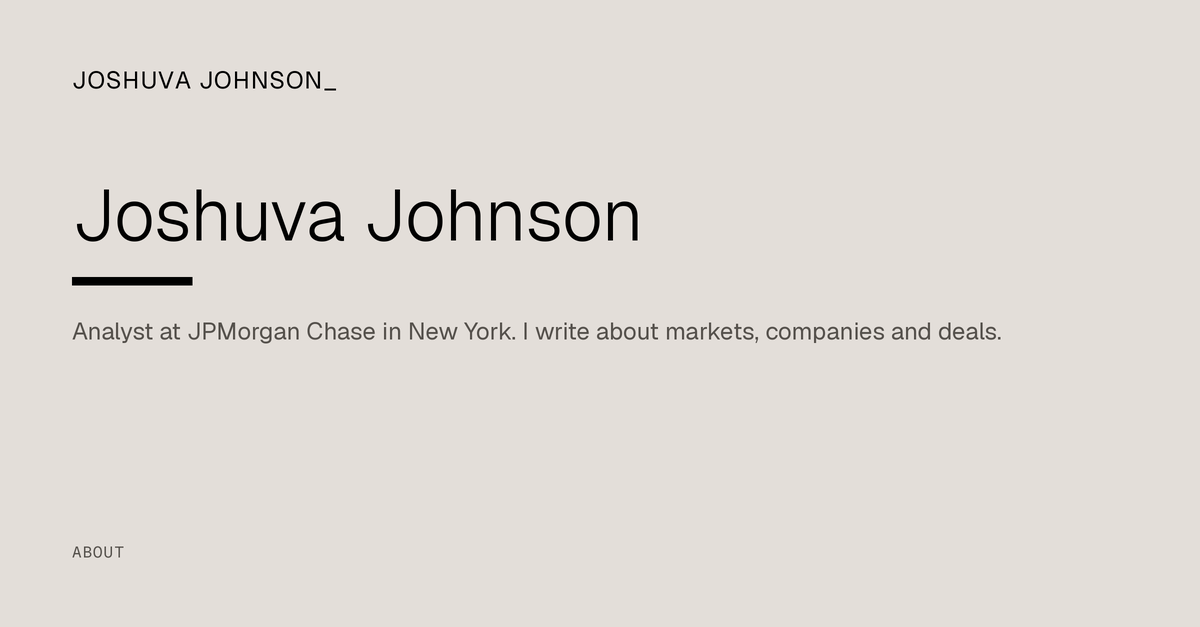 JOSHUVA JOHNSON_
Joshuva Johnson
Analyst at JPMorgan Chase in New York. I write about markets, companies and deals.
ABOUT